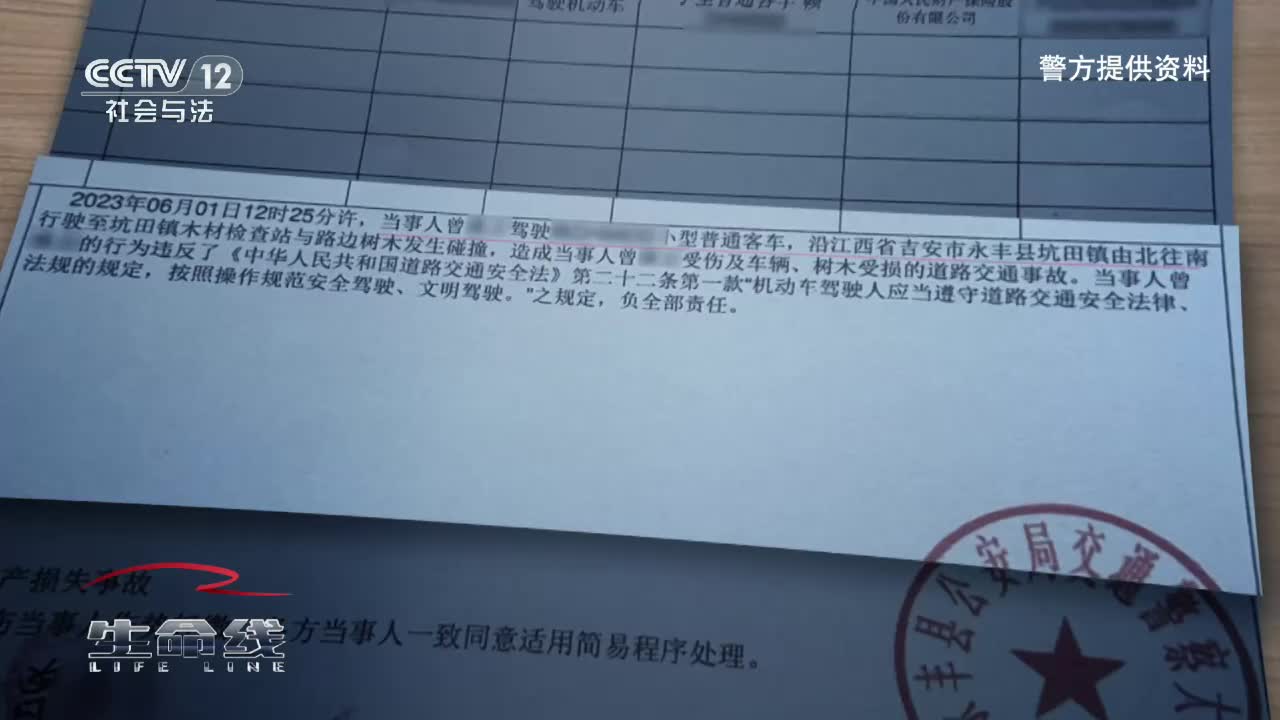 驾驶机动车
份有限公司
CCTV 12
社会与法
警方提供资料
2023年06月01日12时25分许，当事人曾 驾驶 小型普通客车，沿江西省吉安市永丰县坑田镇由北往南
行驶至坑田镇木材检查站与路边树木发生碰撞，造成当事人曾 受伤及车辆、树木受损的道路交通事故。当事人曾
的行为违反了《中华人民共和国道路交通安全法》第二十二条第一款"机动车驾驶人应当遵守道路交通安全法律、
法规的规定，按照操作规范安全驾驶、文明驾驶。"之规定，负全部责任。
产损失事故
方当事人一致同意适用简易程序处理。
丰县公安局交通警察大
生命线
LIFE LINE